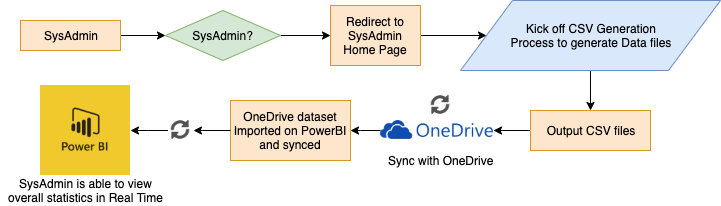 SysAdmin
SysAdmin?
Redirect to
SysAdmin
Home Page
Kick off CSV Generation
Process to generate Data files
Power BI
OneDrive dataset
Imported on PowerBI
and synced
OneDrive
Output CSV files
Sync with OneDrive
SysAdmin is able to view
overall statistics in Real Time